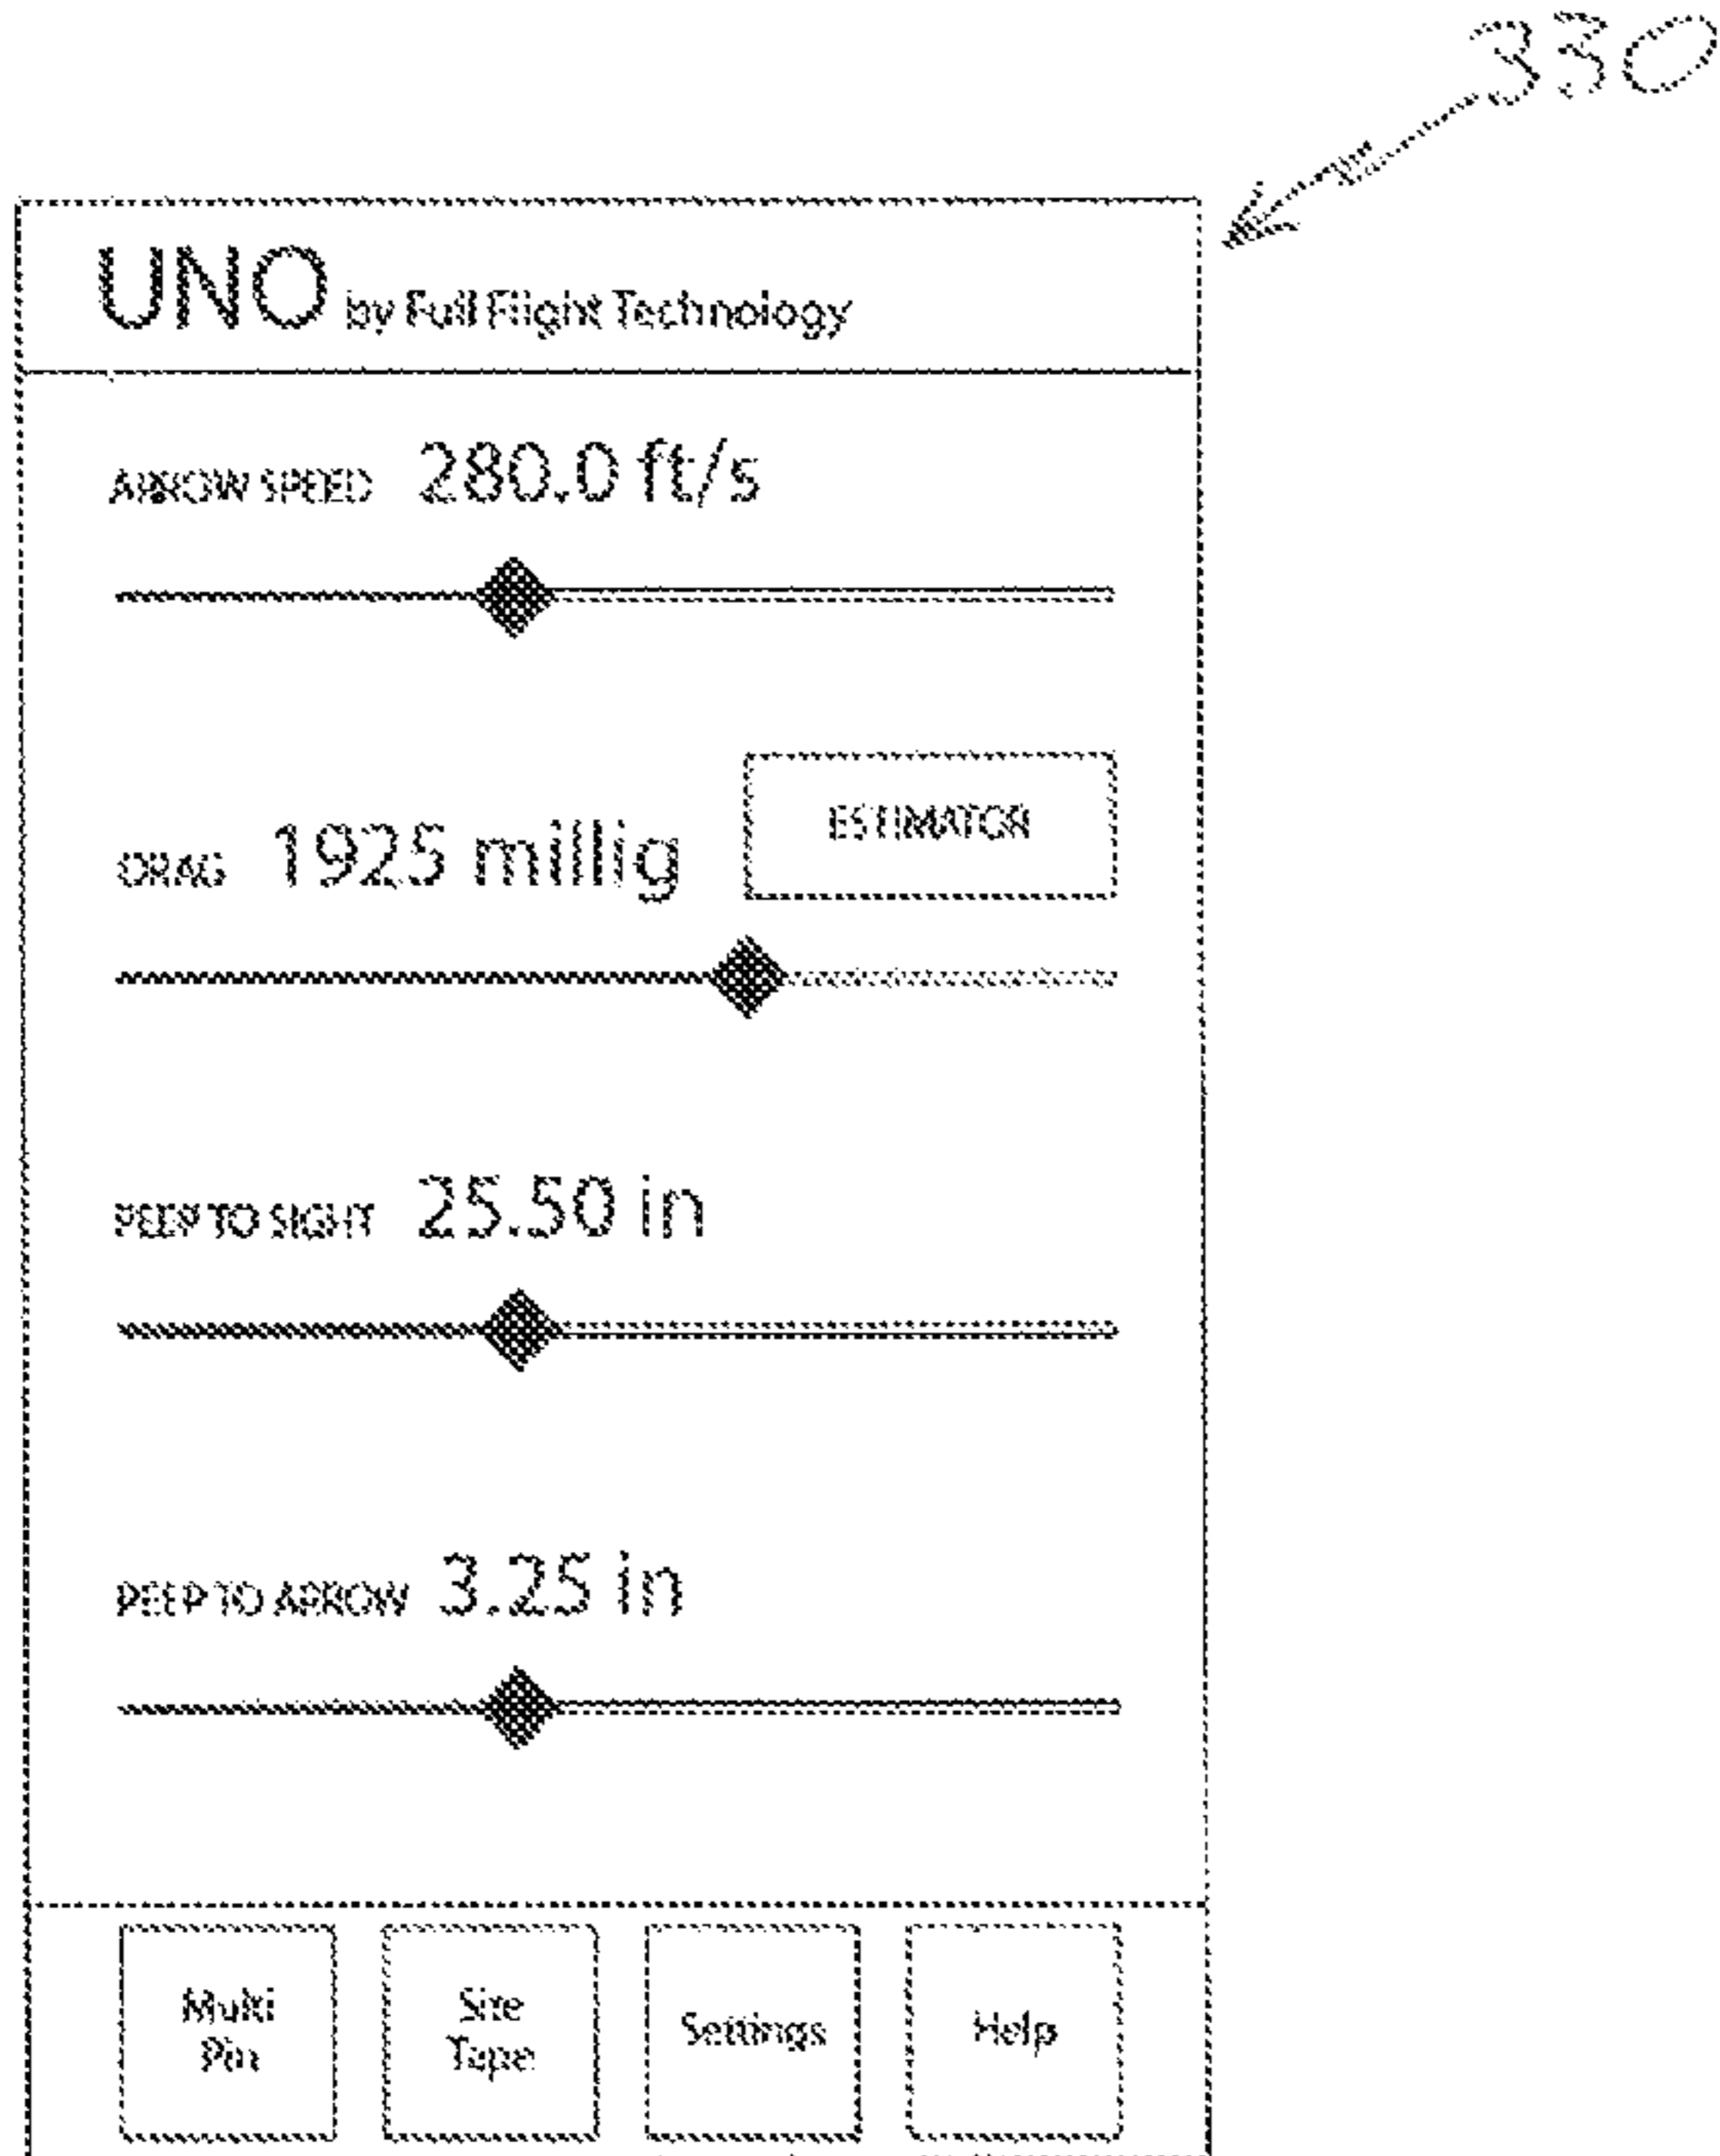 330
UNO by Full Flight Technology
ARROW SPEED 280.0 ft/s
ESTIMATOR
DRAG 1925 millig
PEEP TO SIGHT 25.50 in
PEEP TO ARROW 3.25 in
Multi
Pin
Site
Tape
Settings
Help